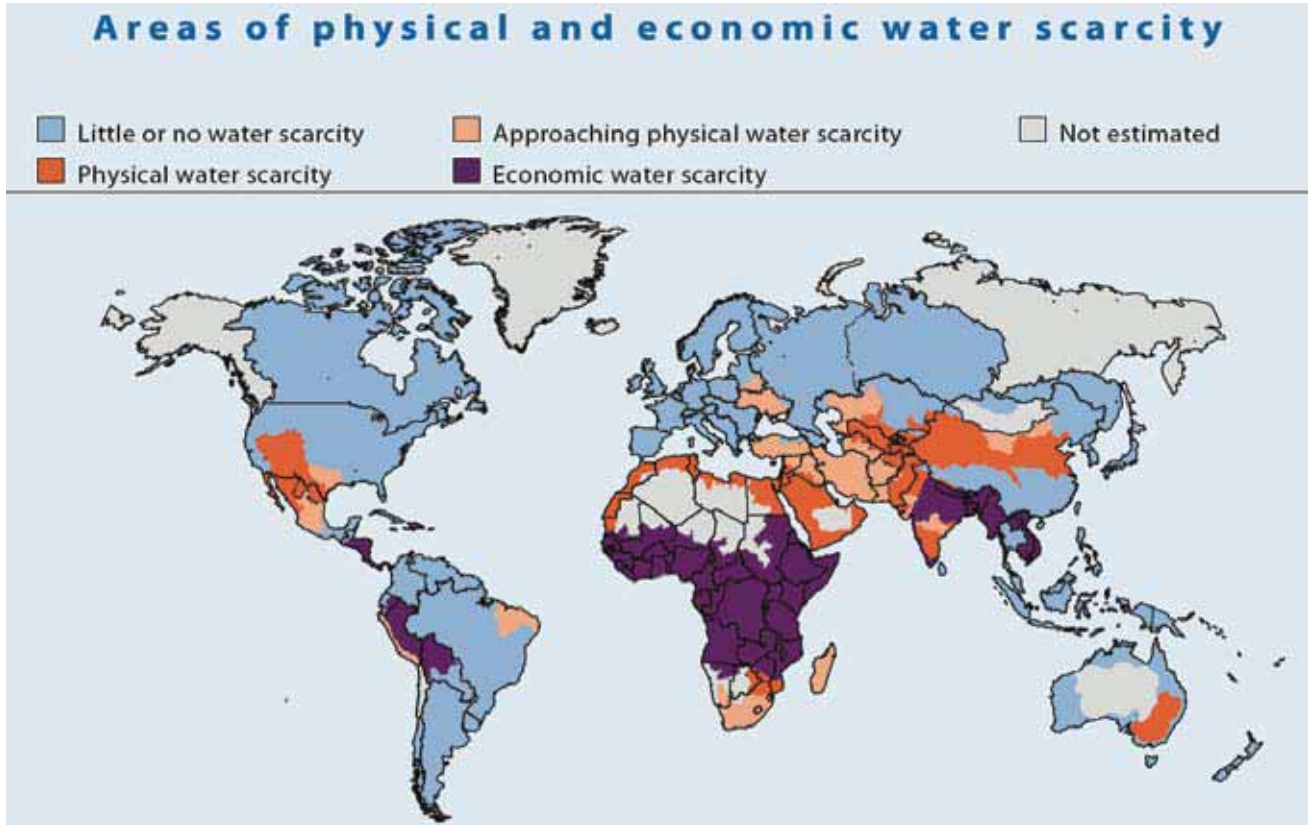 Areas of physical and economic water scarcity
Little or no water scarcity
Approaching physical water scarcity
Not estimated
Physical water scarcity
Economic water scarcity